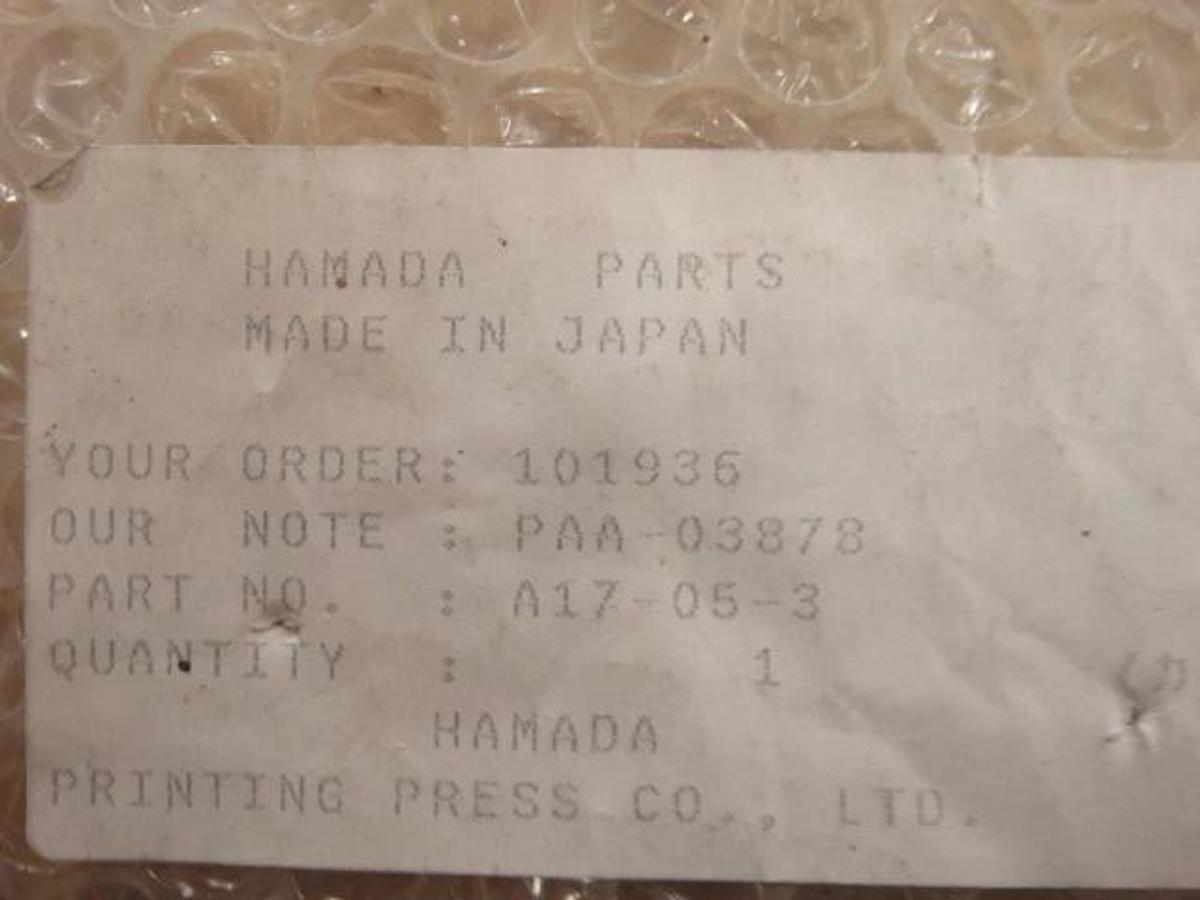 HAMADA PARTS
MADE IN JAPAN
YOUR ORDER: 101936
OUR NOTE : PAA-03878
PART NO. : A17-05-3
QUANTITY : 1
HAMADA
PRINTING PRESS CO., LTD.